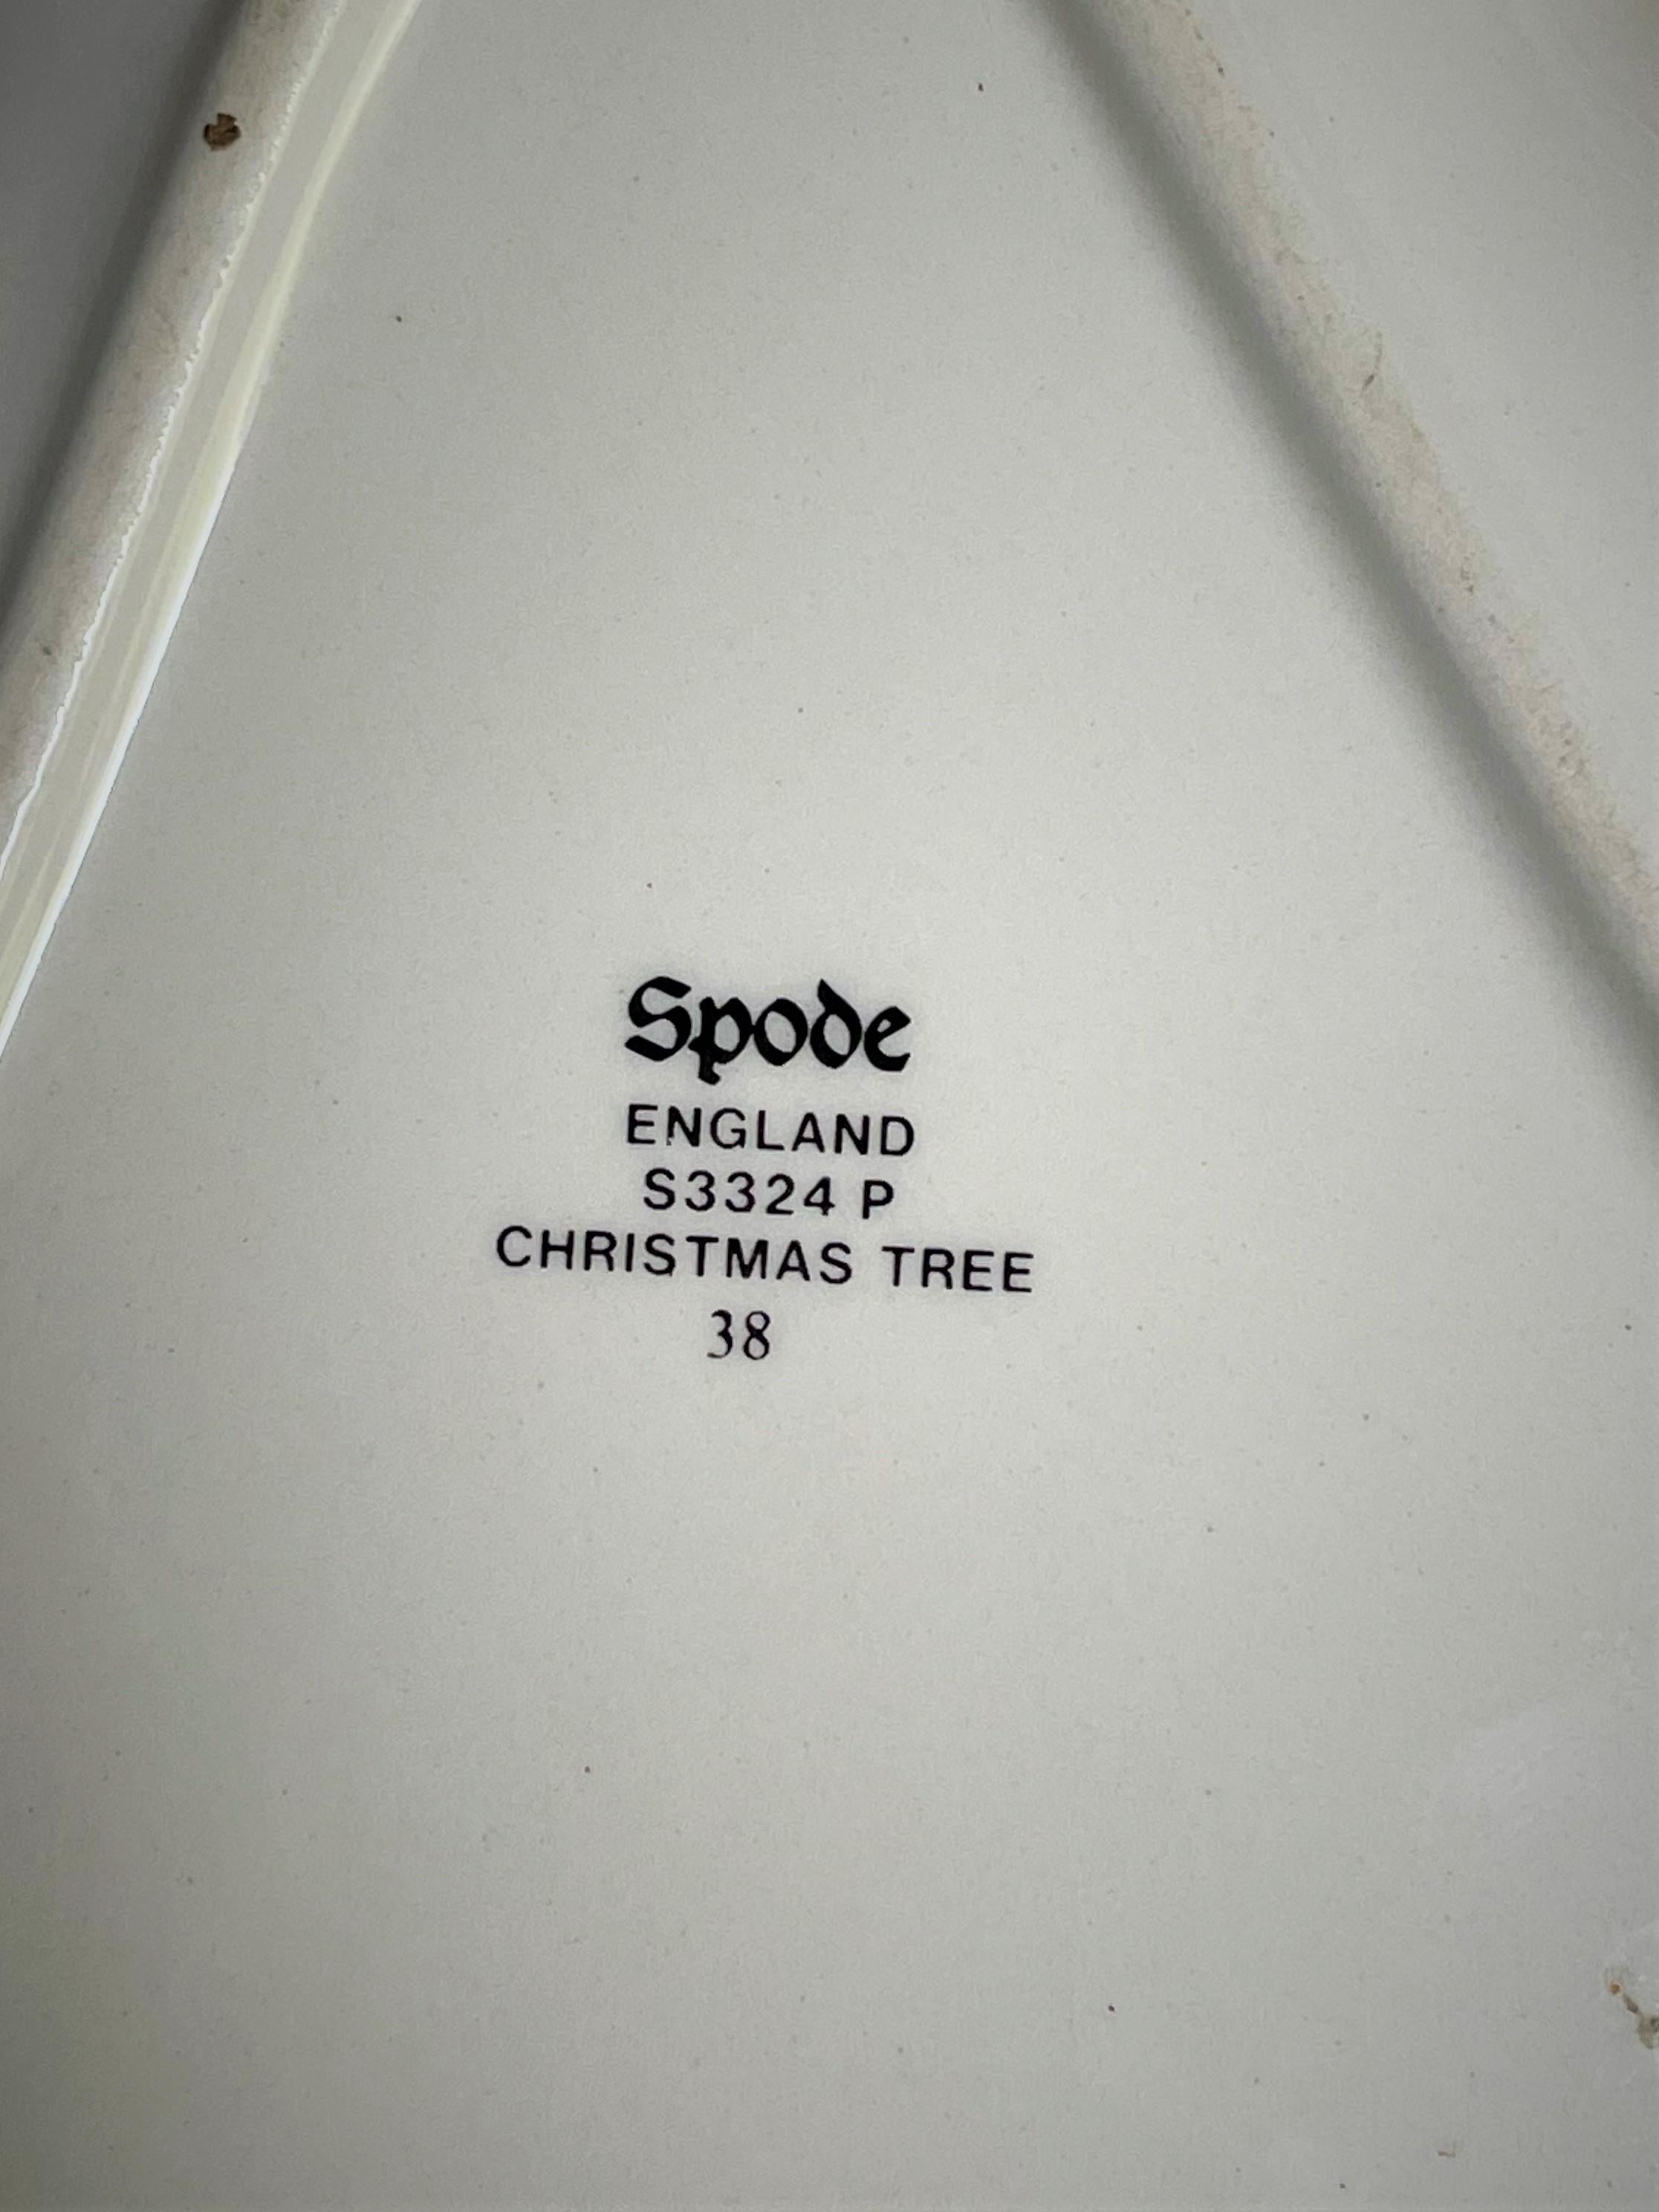 Spode
ENGLAND
S3324 P
CHRISTMAS TREE
38